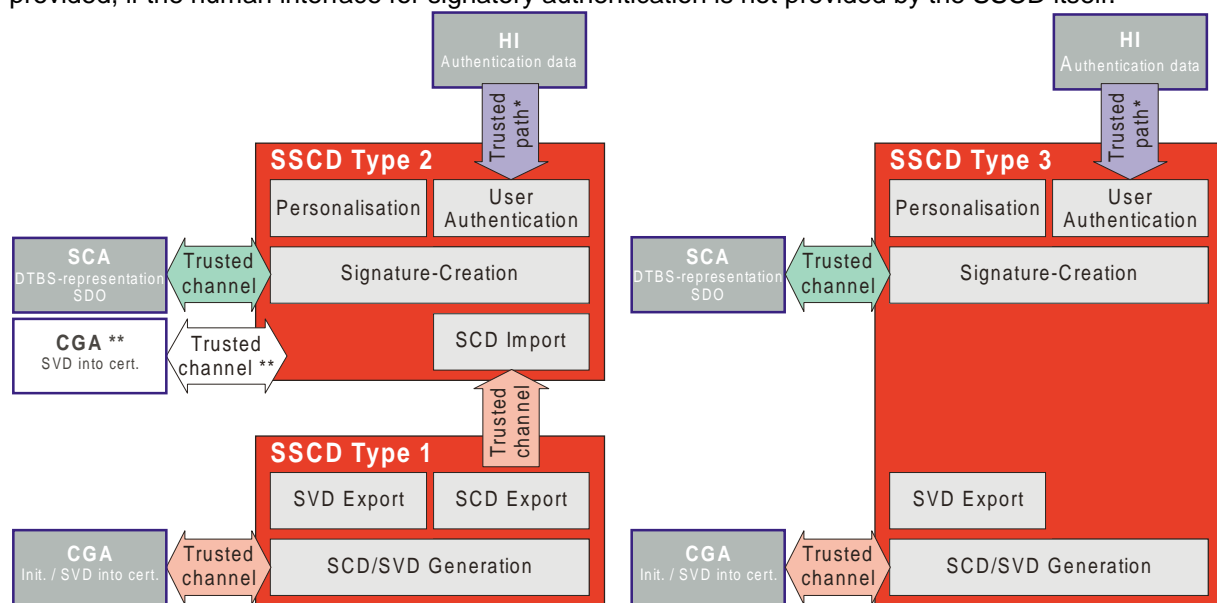 provided, if the human interface for signatory authentication is not provided by the SSCD itself.
HI
Authentication data
Trusted
path*
SSCD Type 2
Personalisation
User
Authentication
SCA
DTBS-representation
SDO
Trusted
channel
Signature-Creation
CGA **
SVD into cert.
Trusted
channel **
SCD Import
Trusted
channel
SSCD Type 1
SVD Export
SCD Export
CGA
Init. / SVD into cert.
Trusted
channel
SCD/SVD Generation
HI
Authentication data
Trusted
path*
SSCD Type 3
Personalisation
User
Authentication
SCA
DTBS-representation
SDO
Trusted
channel
Signature-Creation
SVD Export
CGA
Init. / SVD into cert.
Trusted
channel
SCD/SVD Generation